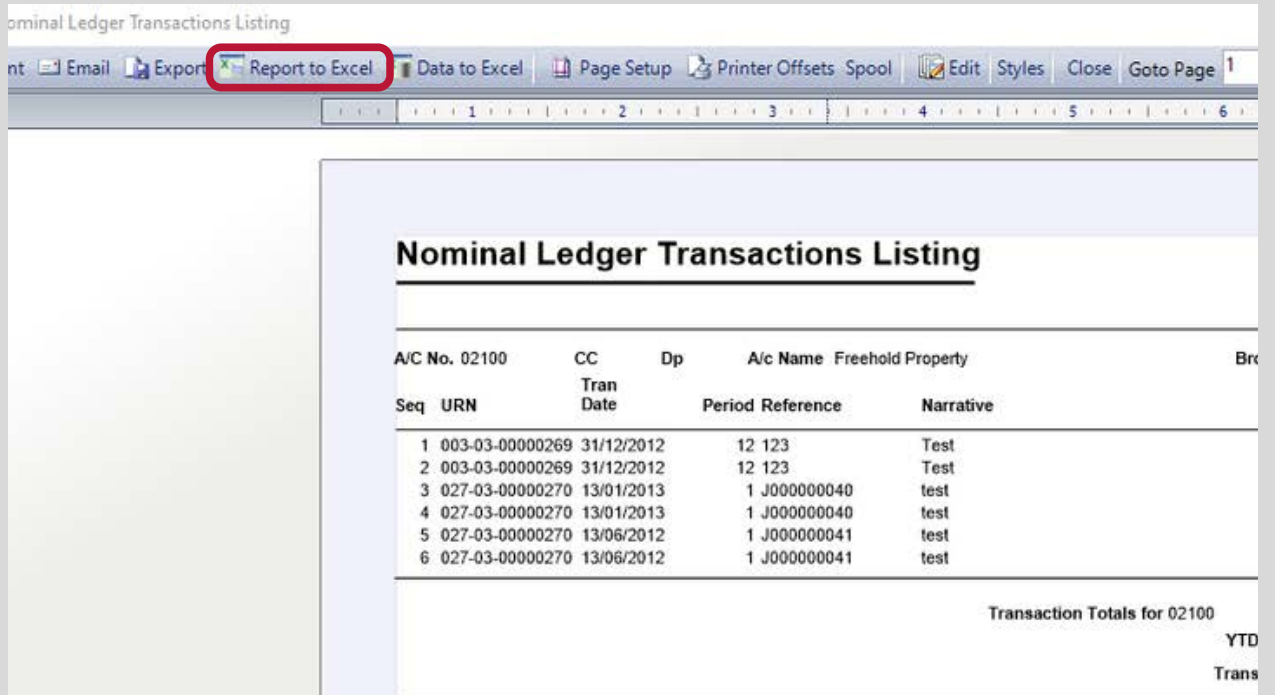 ominal Ledger Transactions Listing
nt Email Export Report to Excel Data to Excel Page Setup Printer Offsets Spool Edit Styles Close Goto Page 1
1 2 3 4 5 6
Nominal Ledger Transactions Listing
A/C No. 02100 CC Dp A/c Name Freehold Property Bro
Tran
Seq URN Date Period Reference Narrative
1 003-03-00000269 31/12/2012 12 123 Test
2 003-03-00000269 31/12/2012 12 123 Test
3 027-03-00000270 13/01/2013 1 J000000040 test
4 027-03-00000270 13/01/2013 1 J000000040 test
5 027-03-00000270 13/06/2012 1 J000000041 test
6 027-03-00000270 13/06/2012 1 J000000041 test
Transaction Totals for 02100
YTD
Trans